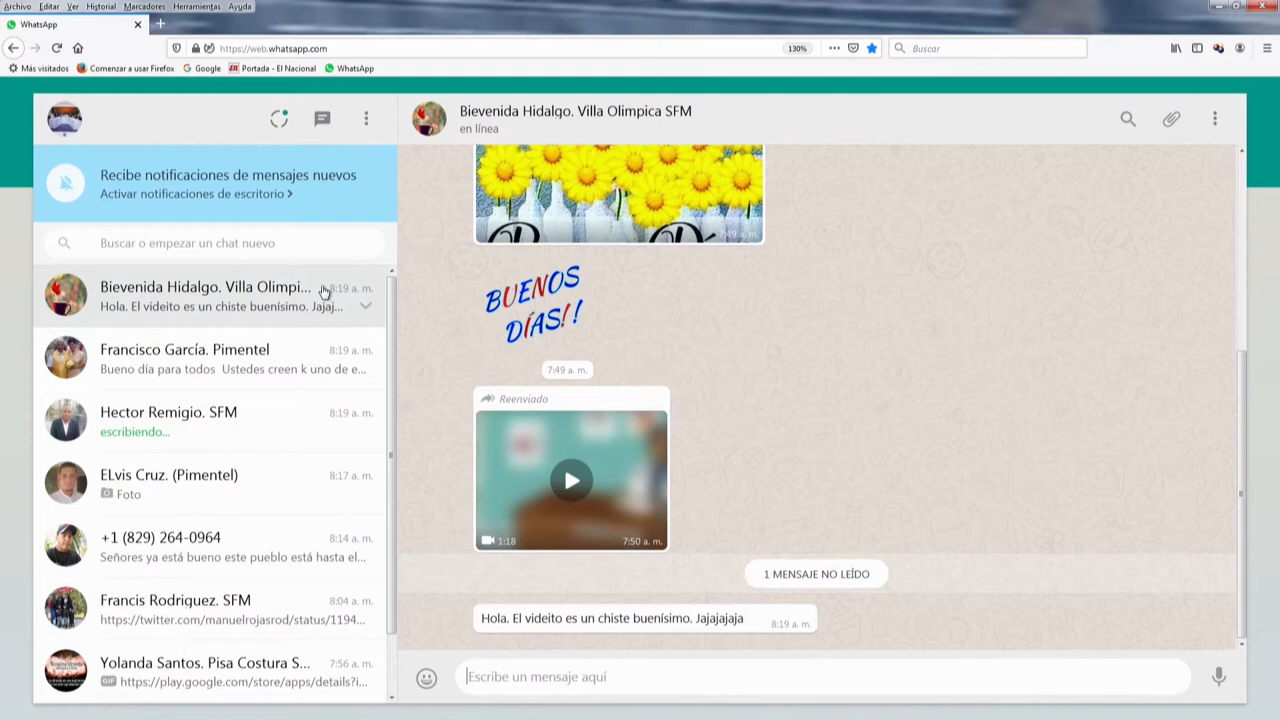 Archivo Editar Ver Historial Marcadores Herramientas Ayuda
WhatsApp
https://web.whatsapp.com
130%
Buscar
Más visitados Comenzar a usar Firefox Google Portada - El Nacional WhatsApp
Recibe notificaciones de mensajes nuevos
Activar notificaciones de escritorio >
Buscar o empezar un chat nuevo
Bievenida Hidalgo. Villa Olimpi... 8:19 a. m.
Hola. El videito es un chiste buenísimo. Jajaj...
Francisco García. Pimentel 8:19 a. m.
Bueno día para todos Ustedes creen k uno de e...
Hector Remigio. SFM 8:19 a. m.
escribiendo...
ELvis Cruz. (Pimentel) 8:17 a. m.
Foto
+1 (829) 264-0964 8:14 a. m.
Señores ya está bueno este pueblo está hasta el...
Francis Rodriguez. SFM 8:04 a. m.
https://twitter.com/manuelrojasrod/status/1194...
Yolanda Santos. Pisa Costura S... 7:56 a. m.
GIF https://play.google.com/store/apps/details?i...
Bievenida Hidalgo. Villa Olimpica SFM
en línea
7:49 a. m.
BUENOS
DÍAS!!
7:49 a. m.
Reenviado
1:18 7:50 a. m.
1 MENSAJE NO LEÍDO
Hola. El videito es un chiste buenísimo. Jajajajaja 8:19 a. m.
Escribe un mensaje aquí